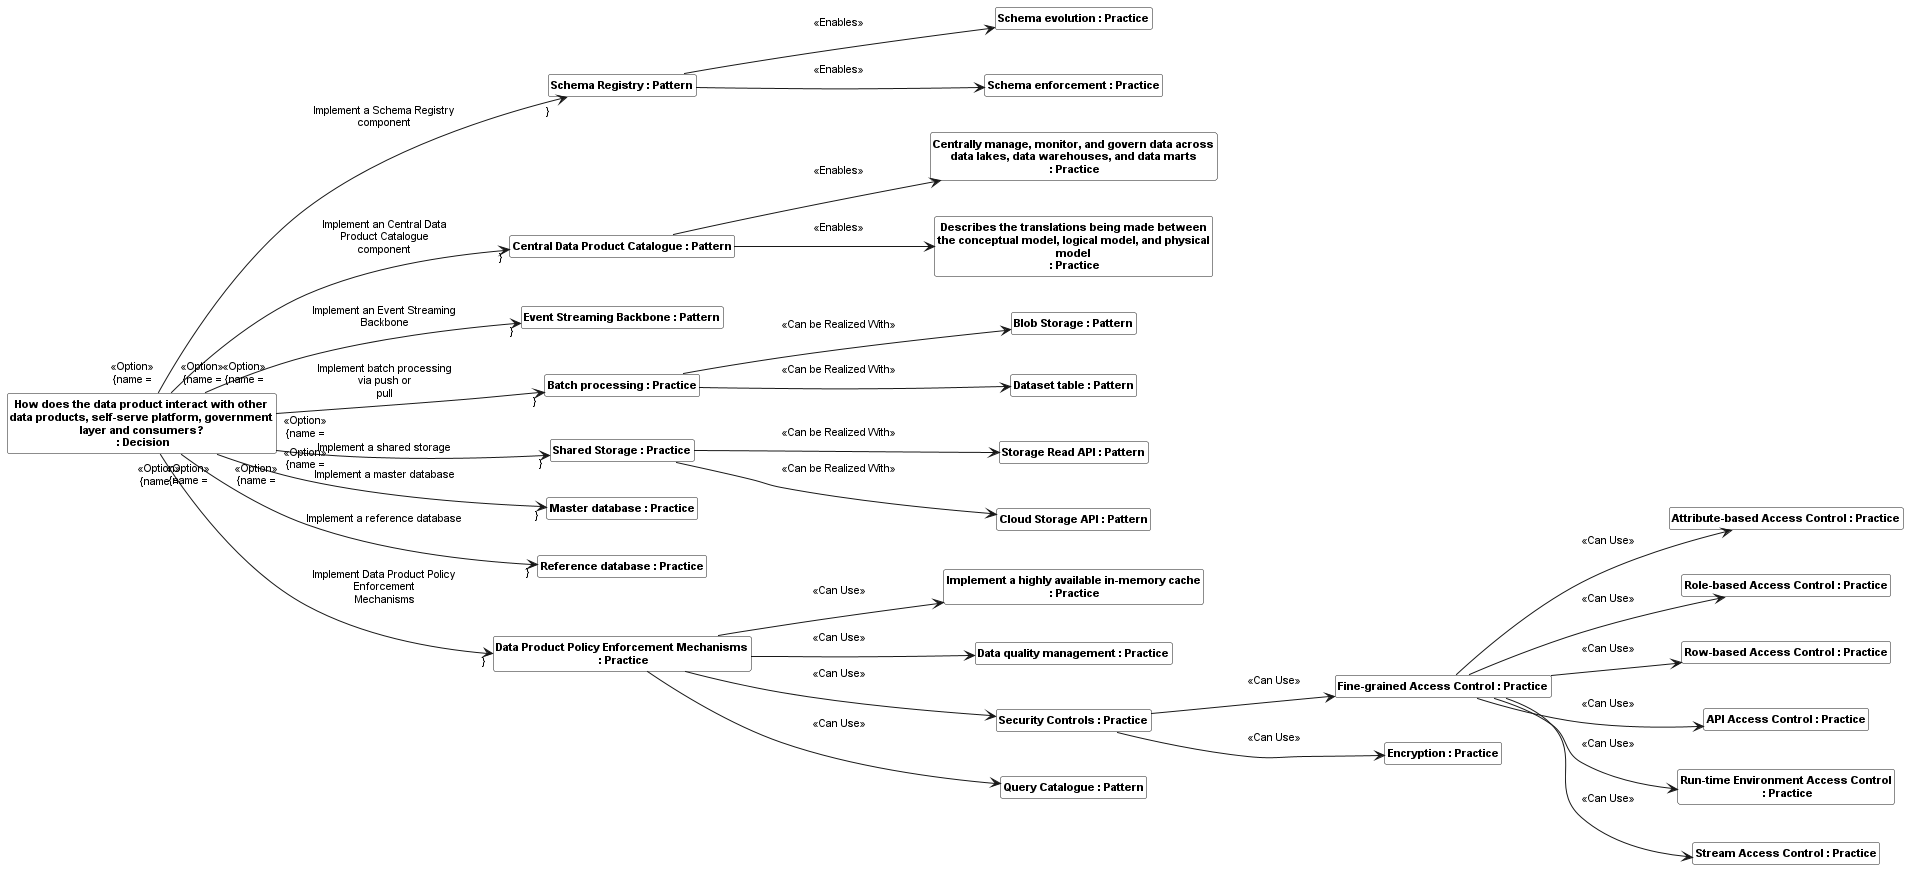 «Enables»
Schema evolution : Practice
«Enables»
Schema Registry : Pattern
Schema enforcement : Practice
Implement a Schema Registry
component
}
Centrally manage, monitor, and govern data across
data lakes, data warehouses, and data marts
: Practice
«Enables»
Implement an Central Data
Product Catalogue
component
Central Data Product Catalogue : Pattern
}
«Enables»
Describes the translations being made between
the conceptual model, logical model, and physical
model
: Practice
Implement an Event Streaming
Backbone
Event Streaming Backbone : Pattern
}
«Can be Realized With»
Blob Storage : Pattern
«Option»
{name =
«Option»
{name =
«Option»
{name =
Implement batch processing
via push or
pull
Batch processing : Practice
}
«Can be Realized With»
Dataset table : Pattern
How does the data product interact with other
data products, self-serve platform, government
layer and consumers?
: Decision
«Option»
{name =
«Option»
{name =
Implement a shared storage
Shared Storage : Practice
}
«Can be Realized With»
Storage Read API : Pattern
«Can be Realized With»
Cloud Storage API : Pattern
«Option»
{name =
«Option»
{name =
«Option»
{name =
Implement a master database
Master database : Practice
}
Implement a reference database
Reference database : Practice
}
Implement Data Product Policy
Enforcement
Mechanisms
Data Product Policy Enforcement Mechanisms
: Practice
}
«Can Use»
Implement a highly available in-memory cache
: Practice
«Can Use»
Data quality management : Practice
«Can Use»
Security Controls : Practice
«Can Use»
Query Catalogue : Pattern
«Can Use»
Fine-grained Access Control : Practice
«Can Use»
Encryption : Practice
«Can Use»
Attribute-based Access Control : Practice
«Can Use»
Role-based Access Control : Practice
«Can Use»
Row-based Access Control : Practice
«Can Use»
API Access Control : Practice
«Can Use»
Run-time Environment Access Control
: Practice
«Can Use»
Stream Access Control : Practice